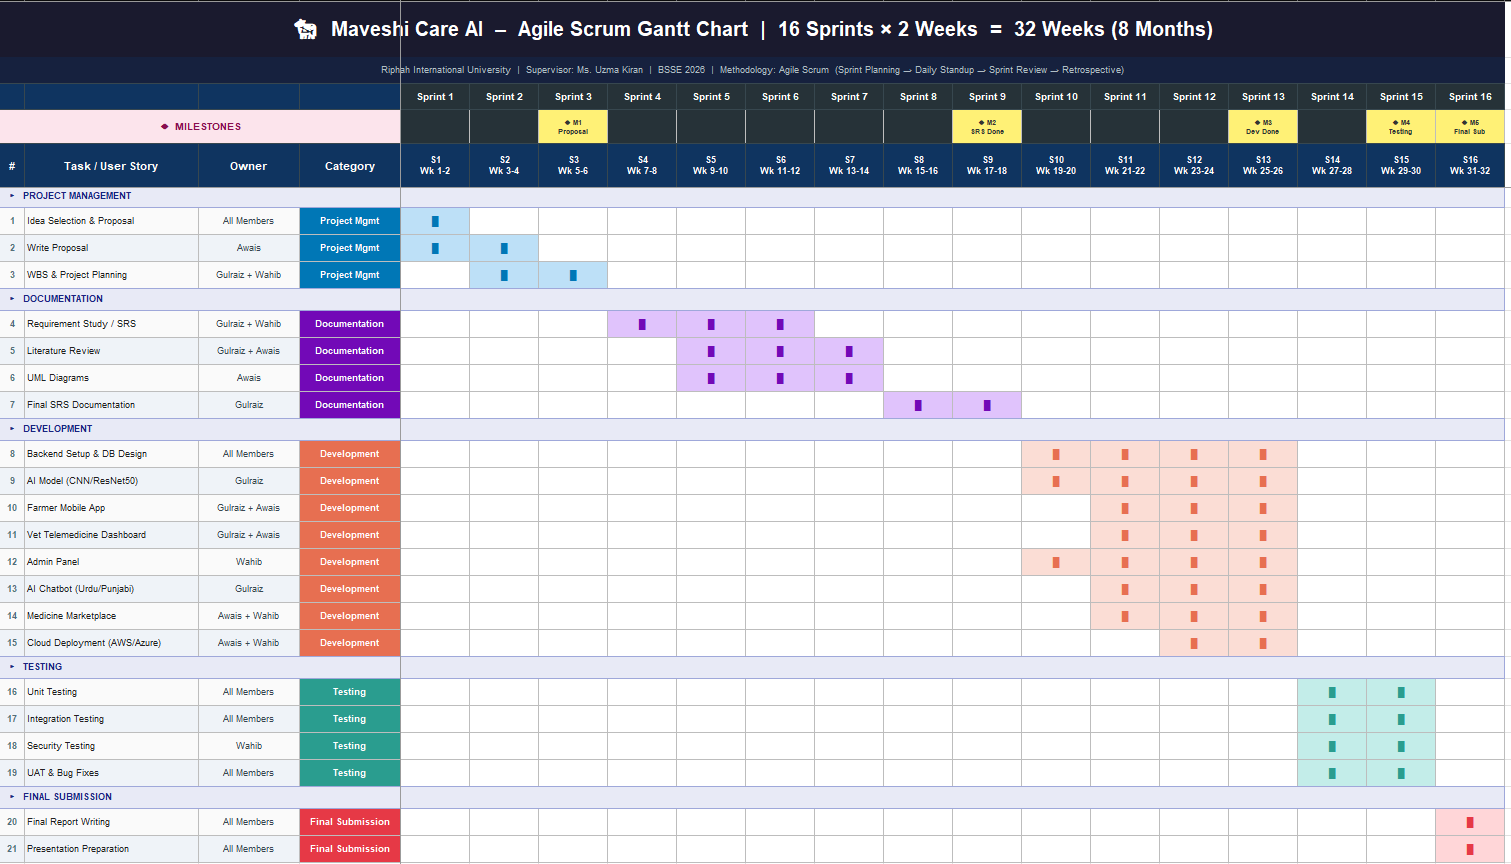 Maveshi Care AI – Agile Scrum Gantt Chart | 16 Sprints × 2 Weeks = 32 Weeks (8 Months)
Riphah International University | Supervisor: Ms. Uzma Kiran | BSSE 2026 | Methodology: Agile Scrum (Sprint Planning → Daily Standup → Sprint Review → Retrospective)
Sprint 1 Sprint 2 Sprint 3 Sprint 4 Sprint 5 Sprint 6 Sprint 7 Sprint 8 Sprint 9 Sprint 10 Sprint 11 Sprint 12 Sprint 13 Sprint 14 Sprint 15 Sprint 16
◆ MILESTONES ◆ M1 Proposal ◆ M2 SRS Done ◆ M3 Dev Done ◆ M4 Testing ◆ M5 Final Sub
# Task / User Story Owner Category S1 Wk 1-2 S2 Wk 3-4 S3 Wk 5-6 S4 Wk 7-8 S5 Wk 9-10 S6 Wk 11-12 S7 Wk 13-14 S8 Wk 15-16 S9 Wk 17-18 S10 Wk 19-20 S11 Wk 21-22 S12 Wk 23-24 S13 Wk 25-26 S14 Wk 27-28 S15 Wk 29-30 S16 Wk 31-32
► PROJECT MANAGEMENT
1 Idea Selection & Proposal All Members Project Mgmt
2 Write Proposal Awais Project Mgmt
3 WBS & Project Planning Gulraiz + Wahib Project Mgmt
► DOCUMENTATION
4 Requirement Study / SRS Gulraiz + Wahib Documentation
5 Literature Review Gulraiz + Awais Documentation
6 UML Diagrams Awais Documentation
7 Final SRS Documentation Gulraiz Documentation
► DEVELOPMENT
8 Backend Setup & DB Design All Members Development
9 AI Model (CNN/ResNet50) Gulraiz Development
10 Farmer Mobile App Gulraiz + Awais Development
11 Vet Telemedicine Dashboard Gulraiz + Awais Development
12 Admin Panel Wahib Development
13 AI Chatbot (Urdu/Punjabi) Gulraiz Development
14 Medicine Marketplace Awais + Wahib Development
15 Cloud Deployment (AWS/Azure) Awais + Wahib Development
► TESTING
16 Unit Testing All Members Testing
17 Integration Testing All Members Testing
18 Security Testing Wahib Testing
19 UAT & Bug Fixes All Members Testing
► FINAL SUBMISSION
20 Final Report Writing All Members Final Submission
21 Presentation Preparation All Members Final Submission